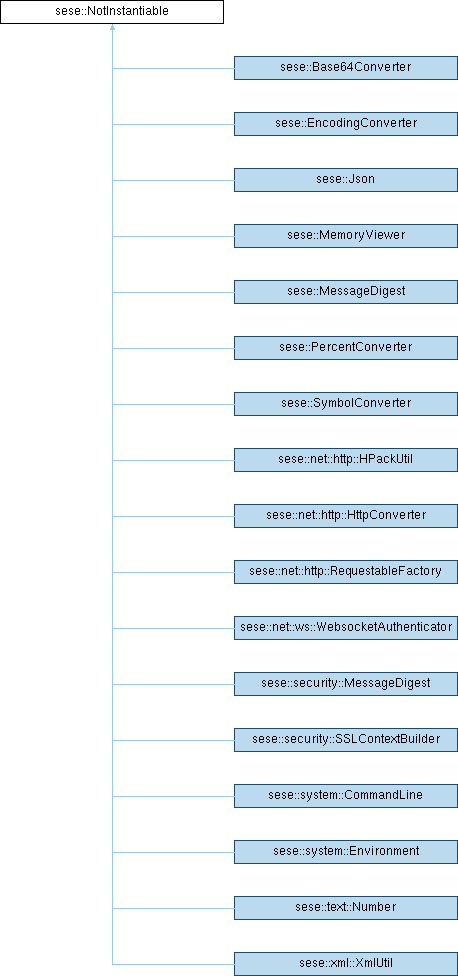 sese::NotInstantiable
sese::Base64Converter
sese::EncodingConverter
sese::Json
sese::MemoryViewer
sese::MessageDigest
sese::PercentConverter
sese::SymbolConverter
sese::net::http::HPackUtil
sese::net::http::HttpConverter
sese::net::http::RequestableFactory
sese::net::ws::WebsocketAuthenticator
sese::security::MessageDigest
sese::security::SSLContextBuilder
sese::system::CommandLine
sese::system::Environment
sese::text::Number
sese::xml::XmlUtil